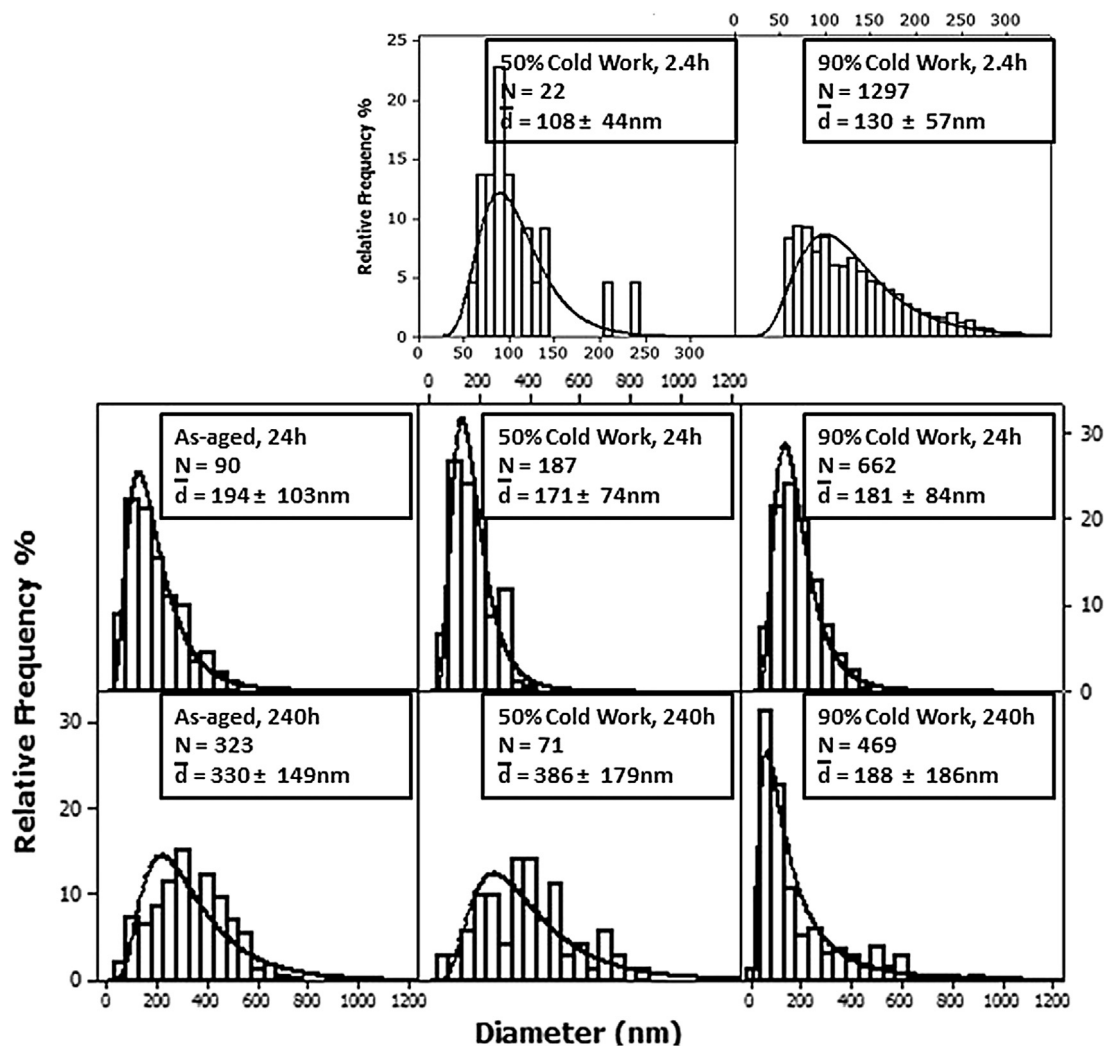 0 50 100 150 200 250 300
25
20
15
10
5
0
Relative Frequency %
50% Cold Work, 2.4h
N = 22
d = 108 ± 44nm
90% Cold Work, 2.4h
N = 1297
d = 130 ± 57nm
0 50 100 150 200 250 300
0 200 400 600 800 1000 1200
As-aged, 24h
N = 90
d = 194 ± 103nm
50% Cold Work, 24h
N = 187
d = 171 ± 74nm
90% Cold Work, 24h
N = 662
d = 181 ± 84nm
30
20
10
0
Relative Frequency %
30
20
10
0
As-aged, 240h
N = 323
d = 330 ± 149nm
50% Cold Work, 240h
N = 71
d = 386 ± 179nm
90% Cold Work, 240h
N = 469
d = 188 ± 186nm
0 200 400 600 800 1000 1200
0 200 400 600 800 1000 1200
Diameter (nm)